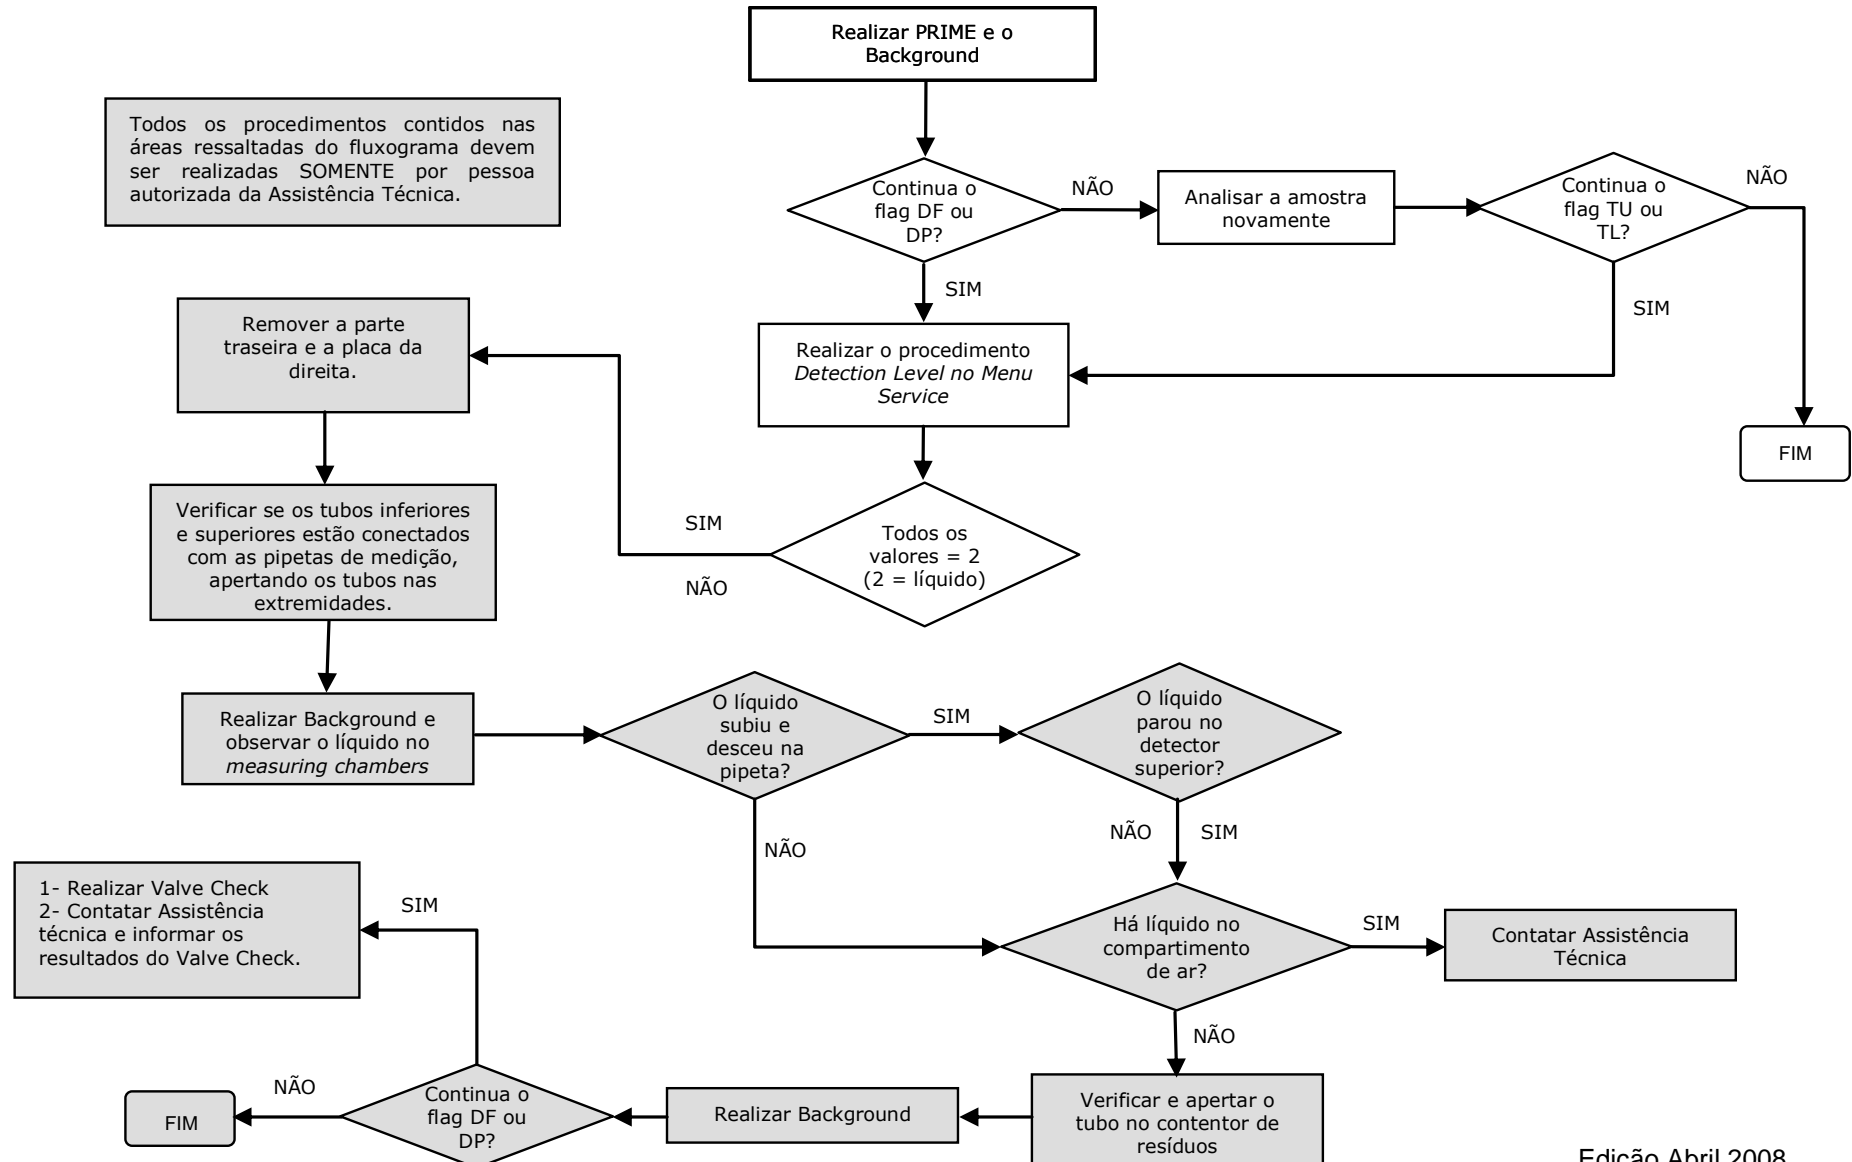 Realizar PRIME e o
Background
Todos os procedimentos contidos nas
áreas ressaltadas do fluxograma devem
ser realizadas SOMENTE por pessoa
autorizada da Assistência Técnica.
Continua o
flag DF ou
DP?
NÃO
Analisar a amostra
novamente
Continua o
flag TU ou
TL?
NÃO
SIM
SIM
Remover a parte
traseira e a placa da
direita.
Realizar o procedimento
Detection Level no Menu
Service
FIM
Verificar se os tubos inferiores
e superiores estão conectados
com as pipetas de medição,
apertando os tubos nas
extremidades.
SIM
NÃO
Todos os
valores = 2
(2 = líquido)
Realizar Background e
observar o líquido no
measuring chambers
O líquido
subiu e
desceu na
pipeta?
SIM
O líquido
parou no
detector
superior?
NÃO
NÃO
SIM
1- Realizar Valve Check
2- Contatar Assistência
técnica e informar os
resultados do Valve Check.
SIM
Há líquido no
compartimento
de ar?
SIM
Contatar Assistência
Técnica
NÃO
FIM
NÃO
Continua o
flag DF ou
DP?
Realizar Background
Verificar e apertar o
tubo no contentor de
resíduos
Edição Abril 2008